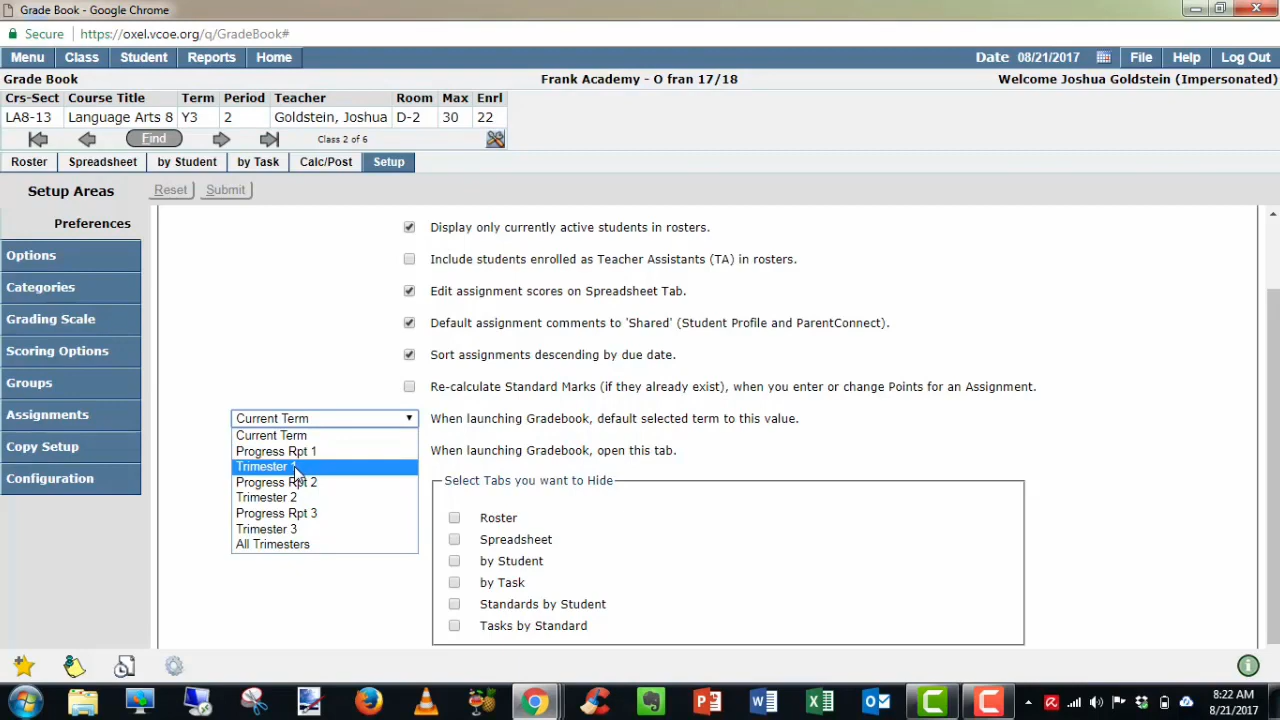 Grade Book - Google Chrome
Secure https://oxel.vcoe.org/q/GradeBook#
Menu Class Student Reports Home Date 08/21/2017 File Help Log Out
Grade Book Frank Academy - O fran 17/18 Welcome Joshua Goldstein (Impersonated)
Crs-Sect Course Title Term Period Teacher Room Max Enrl
LA8-13 Language Arts 8 Y3 2 Goldstein, Joshua D-2 30 22
Find Class 2 of 6
Roster Spreadsheet by Student by Task Calc/Post Setup
Setup Areas Reset Submit
Preferences
Options
Categories
Grading Scale
Scoring Options
Groups
Assignments
Copy Setup
Configuration
Display only currently active students in rosters.
Include students enrolled as Teacher Assistants (TA) in rosters.
Edit assignment scores on Spreadsheet Tab.
Default assignment comments to 'Shared' (Student Profile and ParentConnect).
Sort assignments descending by due date.
Re-calculate Standard Marks (if they already exist), when you enter or change Points for an Assignment.
Current Term When launching Gradebook, default selected term to this value.
Current Term
Progress Rpt 1
Trimester 1
Progress Rpt 2
Trimester 2
Progress Rpt 3
Trimester 3
All Trimesters
When launching Gradebook, open this tab.
Select Tabs you want to Hide
Roster
Spreadsheet
by Student
by Task
Standards by Student
Tasks by Standard
8:22 AM
8/21/2017